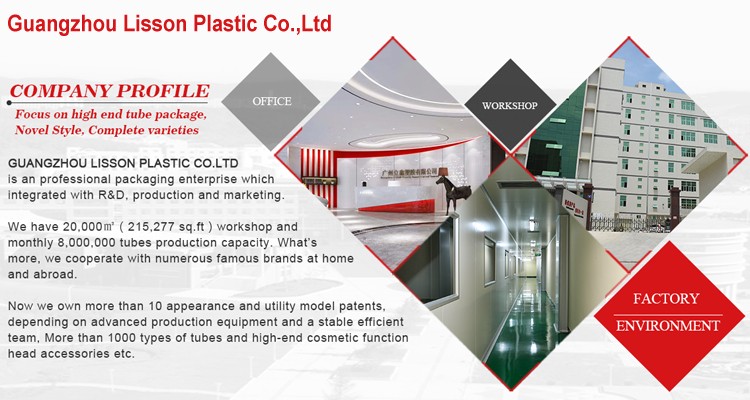 Guangzhou Lisson Plastic Co.,Ltd
COMPANY PROFILE
Focus on high end tube package,
Novel Style, Complete varieties
GUANGZHOU LISSON PLASTIC CO.LTD
is an professional packaging enterprise which
integrated with R&D, production and marketing.
We have 20,000㎡ ( 215,277 sq.ft ) workshop and
monthly 8,000,000 tubes production capacity. What's
more, we cooperate with numerous famous brands at home
and abroad.
Now we own more than 10 appearance and utility model patents,
depending on advanced production equipment and a stable efficient
team, More than 1000 types of tubes and high-end cosmetic function
head accessories etc.
OFFICE
WORKSHOP
FACTORY
ENVIRONMENT